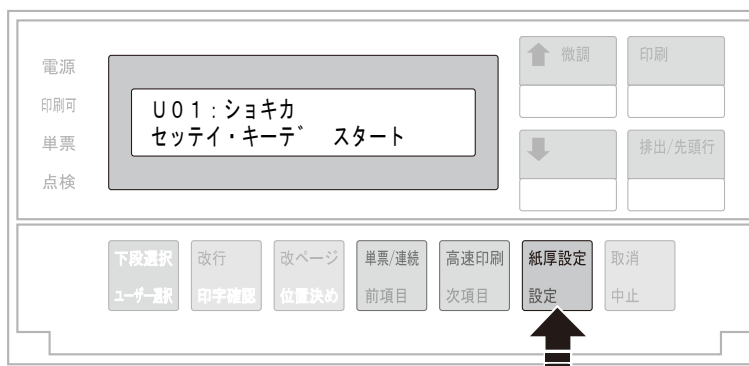 電源
印刷可
単票
点検
U01:ショキカ
セッテイ・キーデ スタート
微調
印刷
排出/先頭行
下段選択
ユーザー選択
改行
印字確認
改ページ
位置決め
単票/連続
前項目
高速印刷
次項目
紙厚設定
設定
取消
中止